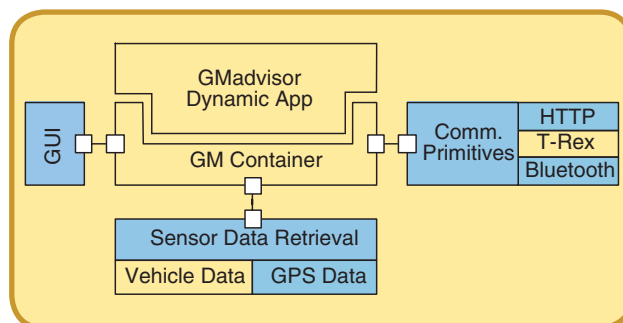 GMadvisor
Dynamic App
GUI
GM Container
Comm.
Primitives
HTTP
T-Rex
Bluetooth
Sensor Data Retrieval
Vehicle Data
GPS Data